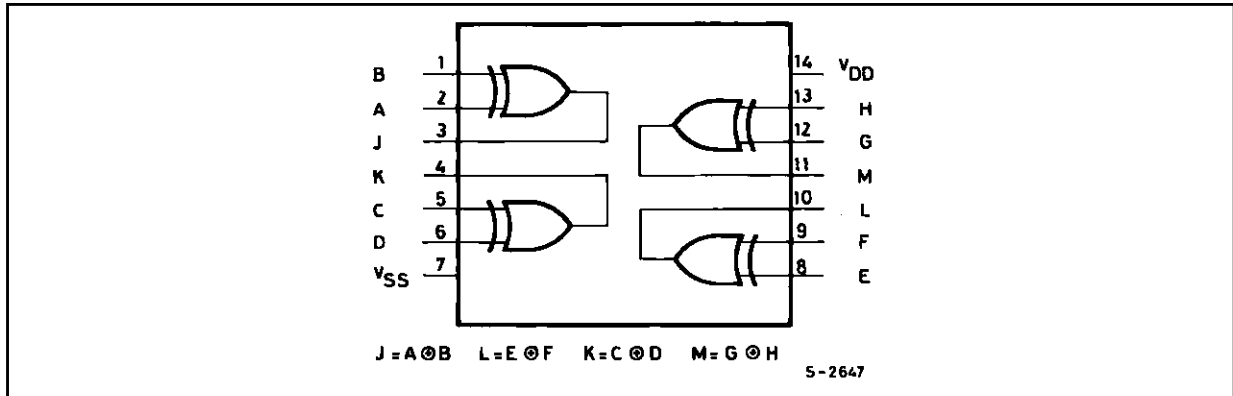 B 1 14 VDD
A 2 13 H
J 3 12 G
K 4 11 M
C 5 10 L
D 6 9 F
VSS 7 8 E
J=A⊕B L=E⊕F K=C⊕D M=G⊕H
S-2647